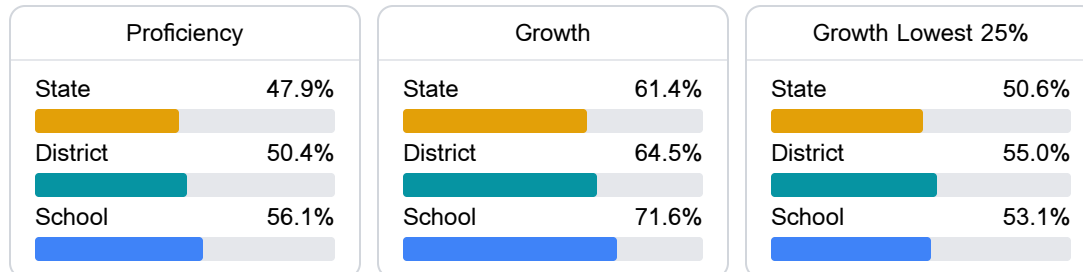 Proficiency
State 47.9%
District 50.4%
School 56.1%
Growth
State 61.4%
District 64.5%
School 71.6%
Growth Lowest 25%
State 50.6%
District 55.0%
School 53.1%